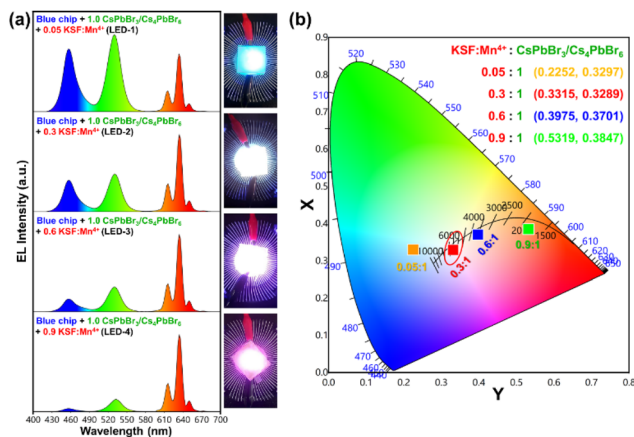 (a)
Blue chip + 1.0 CsPbBr₃/Cs₄PbBr₆
+ 0.05 KSF:Mn⁴⁺ (LED-1)
Blue chip + 1.0 CsPbBr₃/Cs₄PbBr₆
+ 0.3 KSF:Mn⁴⁺ (LED-2)
Blue chip + 1.0 CsPbBr₃/Cs₄PbBr₆
+ 0.6 KSF:Mn⁴⁺ (LED-3)
Blue chip + 1.0 CsPbBr₃/Cs₄PbBr₆
+ 0.9 KSF:Mn⁴⁺ (LED-4)
EL Intensity (a.u.)
400 430 460 490 520 550 580 610 640 670 700
Wavelength (nm)
(b)
KSF:Mn⁴⁺ : CsPbBr₃/Cs₄PbBr₆
0.05 : 1 (0.2252, 0.3297)
0.3 : 1 (0.3315, 0.3289)
0.6 : 1 (0.3975, 0.3701)
0.9 : 1 (0.5319, 0.3847)
X
0.9
0.8
0.7
0.6
0.5
0.5
0.4
0.3
0.2
0.1
0.0
520
530
540
550
560
570
580
590
600
610
620
510
500
490
480
470
460
10000
6000
4000
3000
2500
20
1500
0.05:1
0.3:1
0.6:1
0.9:1
0.0 0.1 0.2 0.3 0.4 0.5 0.6 0.7 0.8
Y